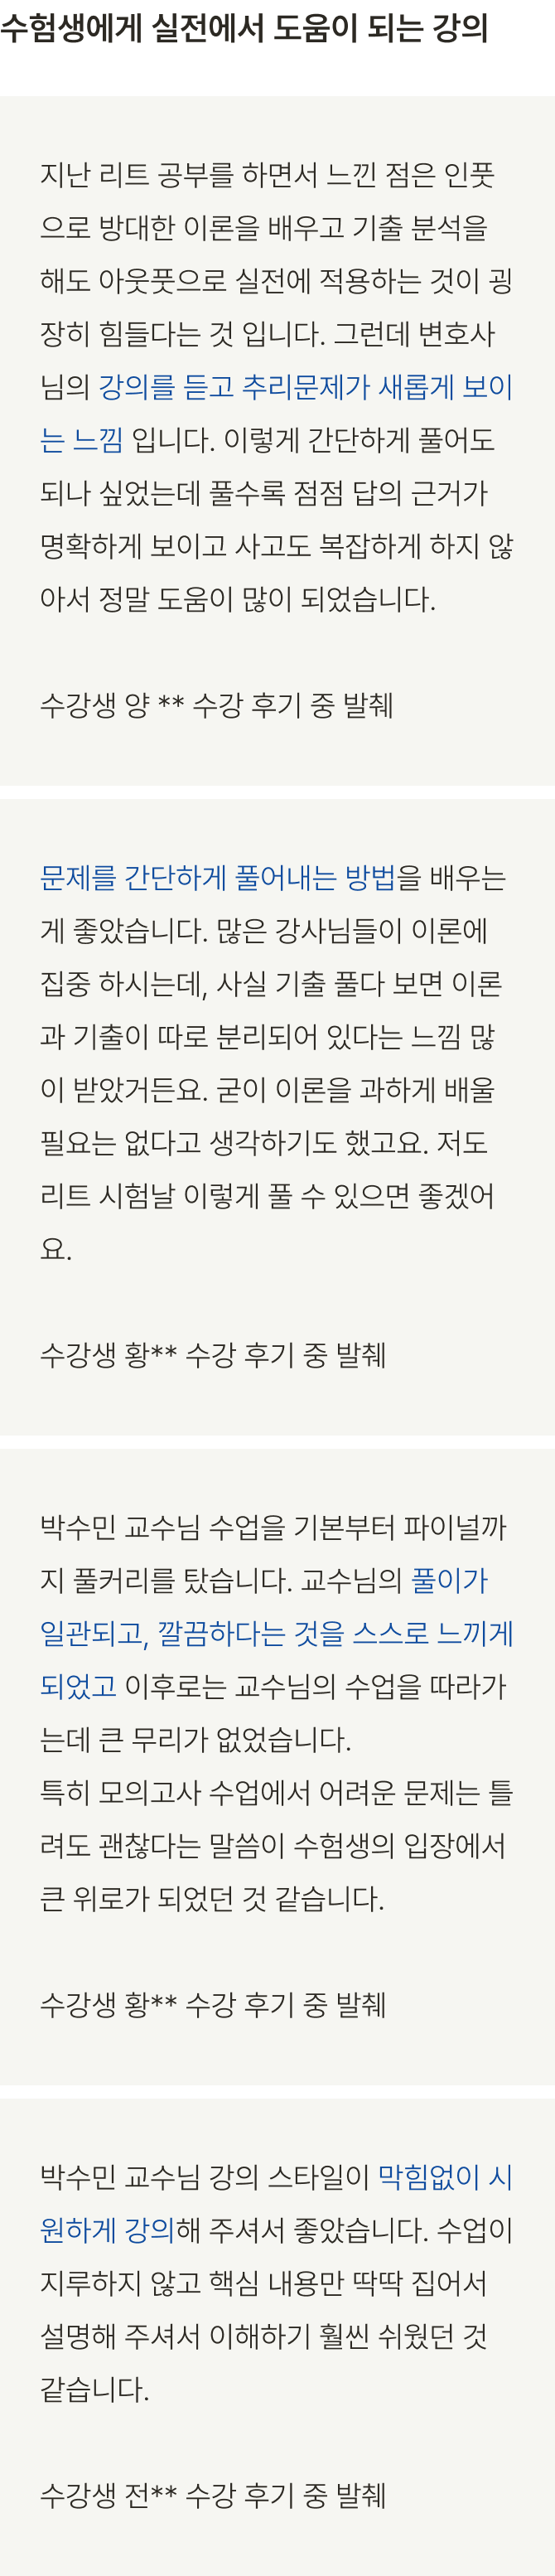 수험생에게 실전에서 도움이 되는 강의
지난 리트 공부를 하면서 느낀 점은 인풋
으로 방대한 이론을 배우고 기출 분석을
해도 아웃풋으로 실전에 적용하는 것이 굉
장히 힘들다는 것 입니다. 그런데 변호사
님의 강의를 듣고 추리문제가 새롭게 보이
는 느낌 입니다. 이렇게 간단하게 풀어도
되나 싶었는데 풀수록 점점 답의 근거가
명확하게 보이고 사고도 복잡하게 하지 않
아서 정말 도움이 많이 되었습니다.
수강생 양 ** 수강 후기 중 발췌
문제를 간단하게 풀어내는 방법을 배우는
게 좋았습니다. 많은 강사님들이 이론에
집중 하시는데, 사실 기출 풀다 보면 이론
과 기출이 따로 분리되어 있다는 느낌 많
이 받았거든요. 굳이 이론을 과하게 배울
필요는 없다고 생각하기도 했고요. 저도
리트 시험날 이렇게 풀 수 있으면 좋겠어
요.
수강생 황** 수강 후기 중 발췌
박수민 교수님 수업을 기본부터 파이널까
지 풀커리를 탔습니다. 교수님의 풀이가
일관되고, 깔끔하다는 것을 스스로 느끼게
되었고 이후로는 교수님의 수업을 따라가
는데 큰 무리가 없었습니다.
특히 모의고사 수업에서 어려운 문제는 틀
려도 괜찮다는 말씀이 수험생의 입장에서
큰 위로가 되었던 것 같습니다.
수강생 황** 수강 후기 중 발췌
박수민 교수님 강의 스타일이 막힘없이 시
원하게 강의해 주셔서 좋았습니다. 수업이
지루하지 않고 핵심 내용만 딱딱 집어서
설명해 주셔서 이해하기 훨씬 쉬웠던 것
같습니다.
수강생 전** 수강 후기 중 발췌